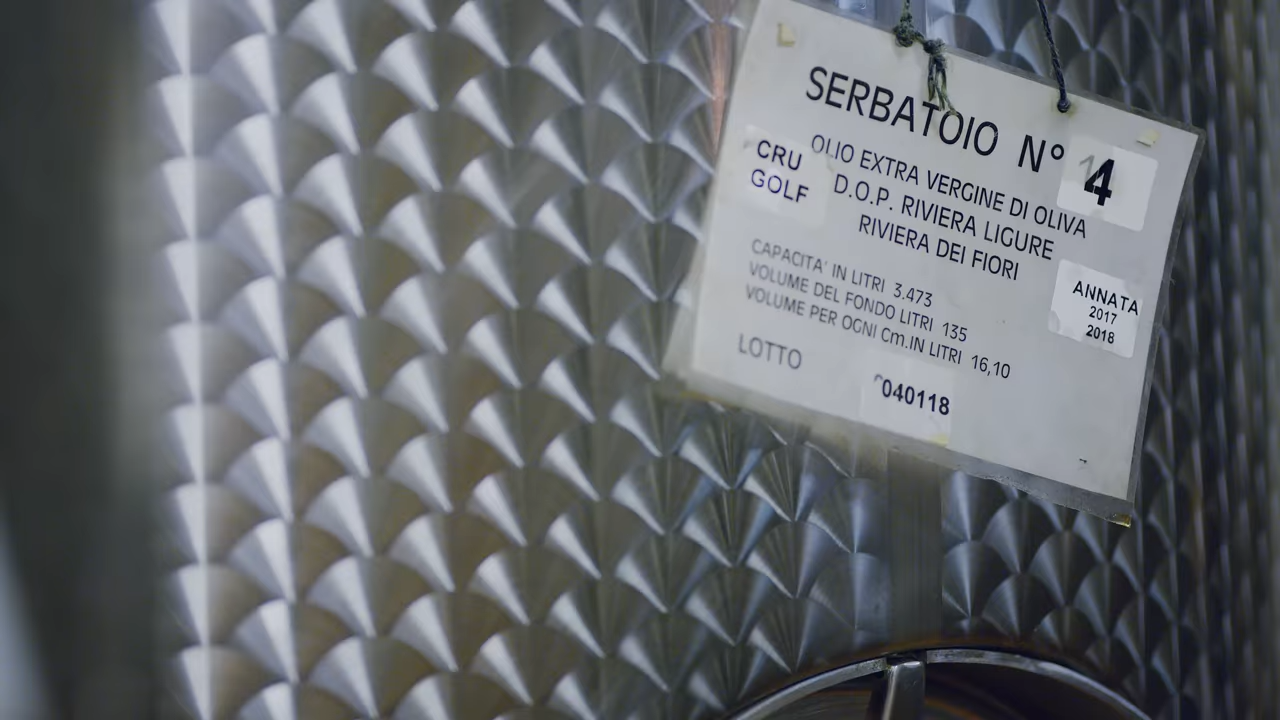 SERBATOIO N° 4
CRU
GOLF
OLIO EXTRA VERGINE DI OLIVA
D.O.P. RIVIERA LIGURE
RIVIERA DEI FIORI
CAPACITA' IN LITRI 3.473
VOLUME DEL FONDO LITRI 135
VOLUME PER OGNI Cm.IN LITRI 16,10
ANNATA
2017
2018
LOTTO
040118